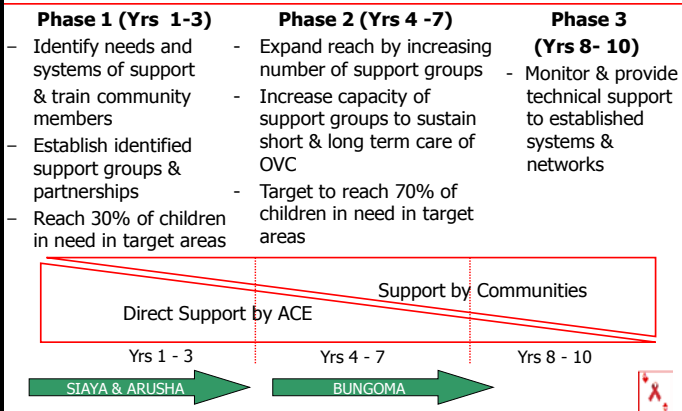 Phase 1 (Yrs 1-3)
– Identify needs and
systems of support
& train community
members
– Establish identified
support groups &
partnerships
– Reach 30% of children
in need in target areas
Phase 2 (Yrs 4 -7)
- Expand reach by increasing
number of support groups
- Increase capacity of
support groups to sustain
short & long term care of
OVC
- Target to reach 70% of
children in need in target
areas
Phase 3
(Yrs 8- 10)
- Monitor & provide
technical support
to established
systems &
networks
Support by Communities
Direct Support by ACE
Yrs 1 - 3
Yrs 4 - 7
Yrs 8 - 10
SIAYA & ARUSHA
BUNGOMA